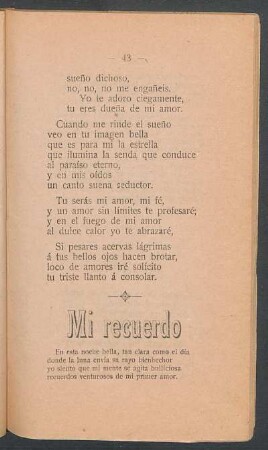 — 43 —
sueño dichoso,
no, no, no me engañeis.
Yo te adoro ciegamente,
tu eres dueña de mi amor.
Cuando me rinde el sueño
veo en tu imagen bella
que es para mi la estrella
que ilumina la senda que conduce
al paraiso eterno,
y en mis oidos
un canto suena seductor.
Tu serás mi amor, mi fé,
y un amor sin límites te profesaré;
y en el fuego de mi amor
al dulce calor yo te abrazaré,
Si pesares acervas lágrimas
á tus bellos ojos hacen brotar,
loco de amores iré solícito
tu triste llanto á consolar.
Mi recuerdo
En esta noche bella, tan clara como el día
donde la luna envia su rayo bienhechor
yo siento que mi mente se agita bulliciosa
recuerdos venturosos de mi primer amor.